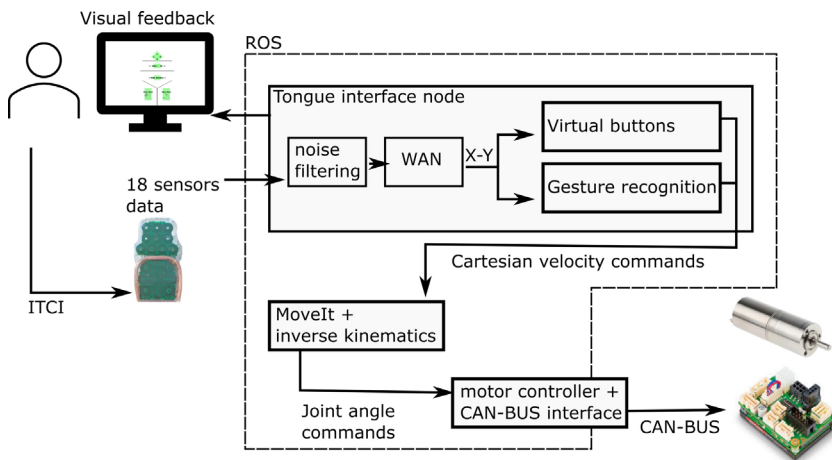 Visual feedback
ROS
Tongue interface node
noise
filtering
WAN
X-Y
Virtual buttons
Gesture recognition
18 sensors
data
ITCI
Cartesian velocity commands
MoveIt +
inverse kinematics
Joint angle
commands
motor controller +
CAN-BUS interface
CAN-BUS